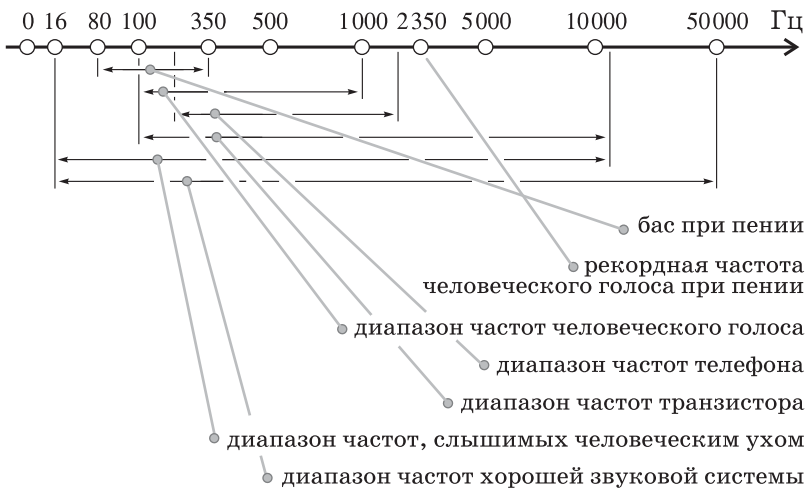 0 16 80 100 350 500 1000 2350 5000 10000 50000 Гц
бас при пении
рекордная частота
человеческого голоса при пении
диапазон частот человеческого голоса
диапазон частот телефона
диапазон частот транзистора
диапазон частот, слышимых человеческим ухом
диапазон частот хорошей звуковой системы